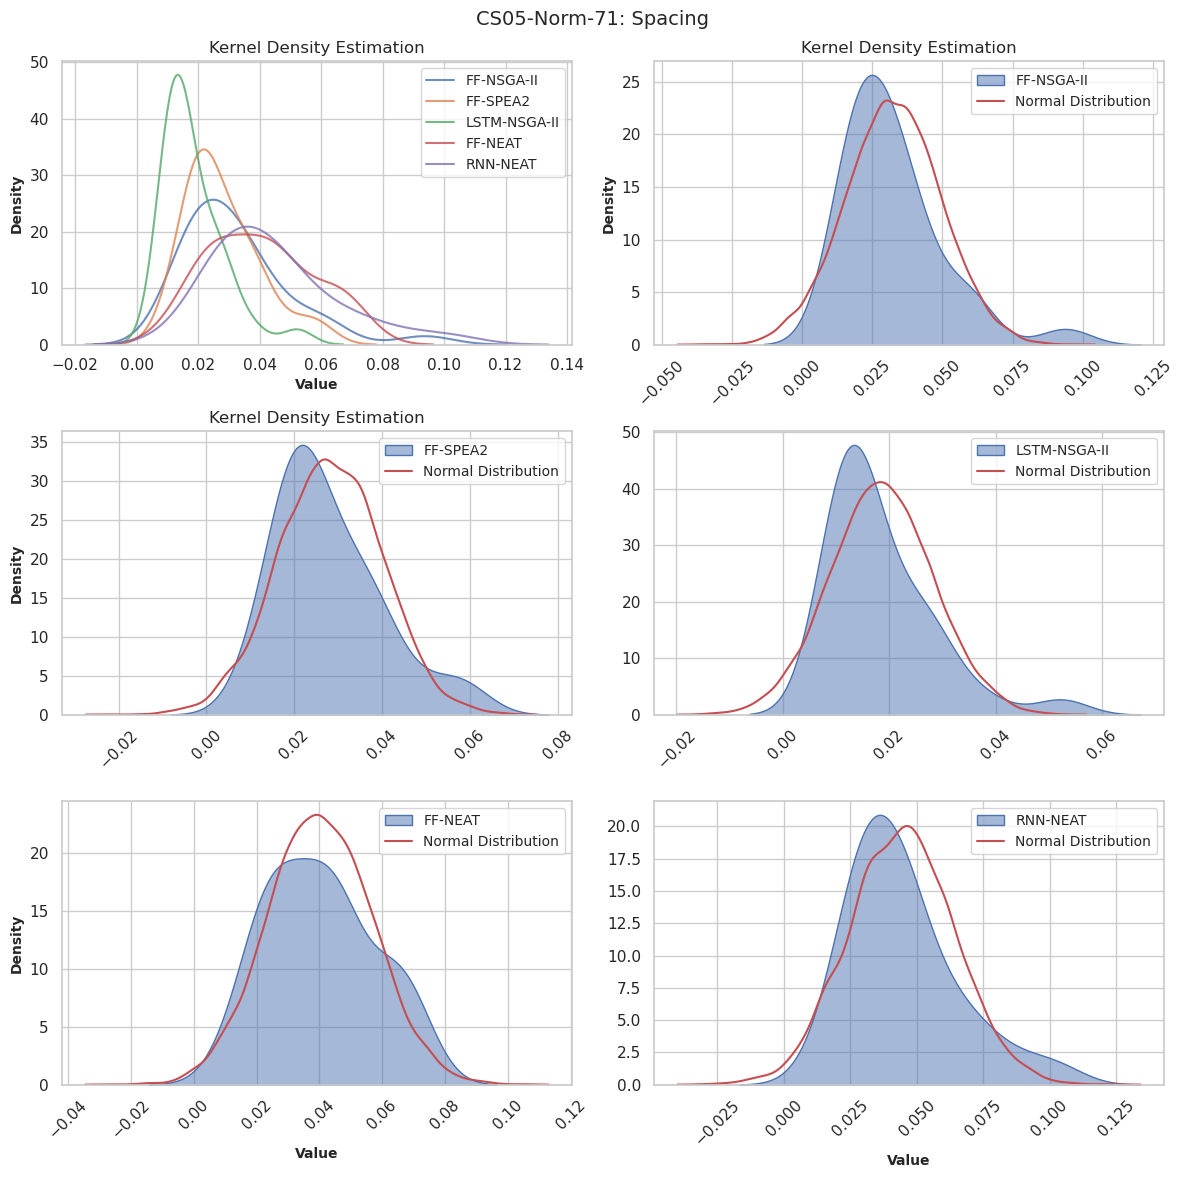 CS05-Norm-71: Spacing
Kernel Density Estimation
50
40
30
20
10
0
Density
−0.02 0.00 0.02 0.04 0.06 0.08 0.10 0.12 0.14
Value
FF-NSGA-II
FF-SPEA2
LSTM-NSGA-II
FF-NEAT
RNN-NEAT
Kernel Density Estimation
25
20
15
10
5
0
Density
−0.050 −0.025 0.000 0.025 0.050 0.075 0.100 0.125
FF-NSGA-II
Normal Distribution
Kernel Density Estimation
35
30
25
20
15
10
5
0
Density
−0.02 0.00 0.02 0.04 0.06 0.08
FF-SPEA2
Normal Distribution
50
40
30
20
10
0
−0.02 0.00 0.02 0.04 0.06
LSTM-NSGA-II
Normal Distribution
20
15
10
5
0
Density
−0.04 −0.02 0.00 0.02 0.04 0.06 0.08 0.10 0.12
Value
FF-NEAT
Normal Distribution
20.0
17.5
15.0
12.5
10.0
7.5
5.0
2.5
0.0
−0.025 0.000 0.025 0.050 0.075 0.100 0.125
Value
RNN-NEAT
Normal Distribution